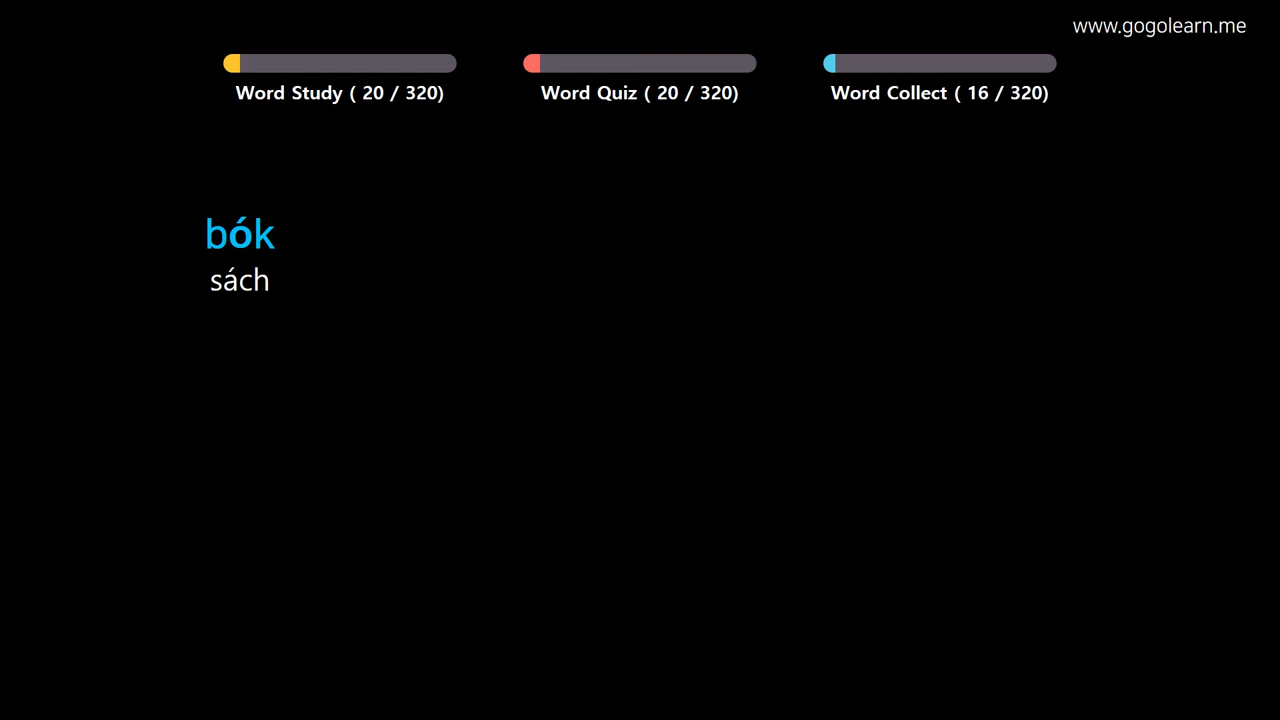 www.gogolearn.me
Word Study ( 20 / 320)
Word Quiz ( 20 / 320)
Word Collect ( 16 / 320)
bók
sách